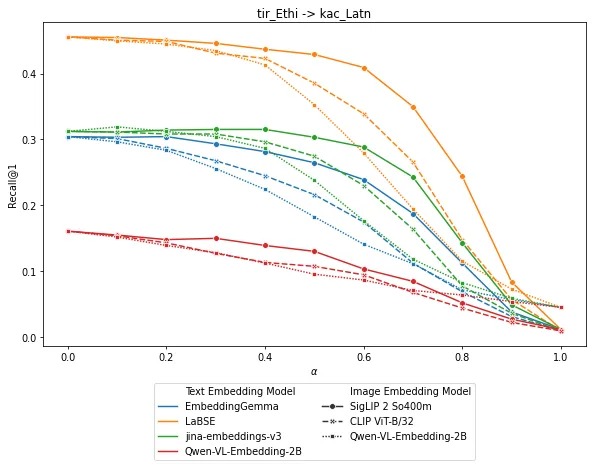 tir_Ethi -> kac_Latn
Recall@1
0.4
0.3
0.2
0.1
0.0
0.0 0.2 0.4 0.6 0.8 1.0
α
Text Embedding Model
EmbeddingGemma
LaBSE
jina-embeddings-v3
Qwen-VL-Embedding-2B
Image Embedding Model
SigLIP 2 So400m
CLIP ViT-B/32
Qwen-VL-Embedding-2B